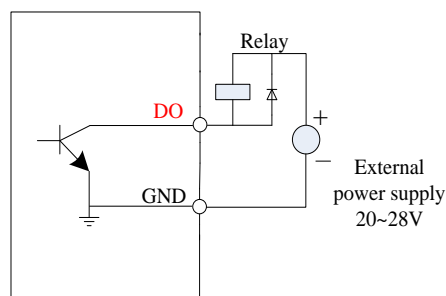 Relay
DO
+
−
GND
External
power supply
20~28V